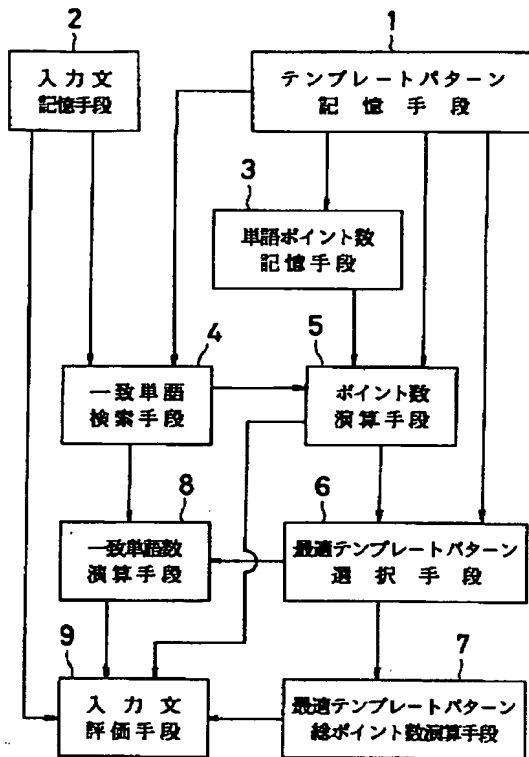 2
入力文
記憶手段
1
テンプレートパターン
記憶手段
3
単語ポイント数
記憶手段
4
一致単語
検索手段
5
ポイント数
演算手段
8
一致単語数
演算手段
6
最適テンプレートパターン
選択手段
9
入力文
評価手段
7
最適テンプレートパターン
総ポイント数演算手段